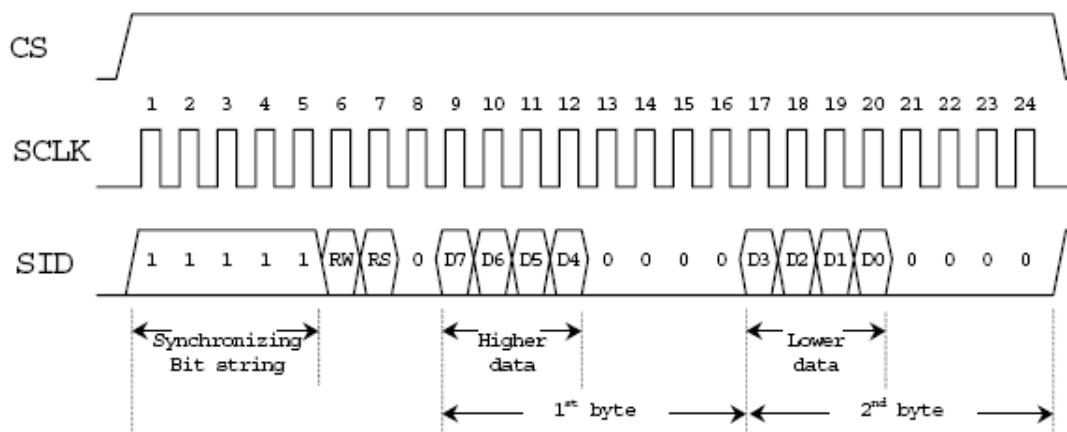 CS
1 2 3 4 5 6 7 8 9 10 11 12 13 14 15 16 17 18 19 20 21 22 23 24
SCLK
SID 1 1 1 1 1 RW RS 0 D7 D6 D5 D4 0 0 0 0 D3 D2 D1 D0 0 0 0 0
Synchronizing Higher Lower
Bit string data data
1st byte 2nd byte